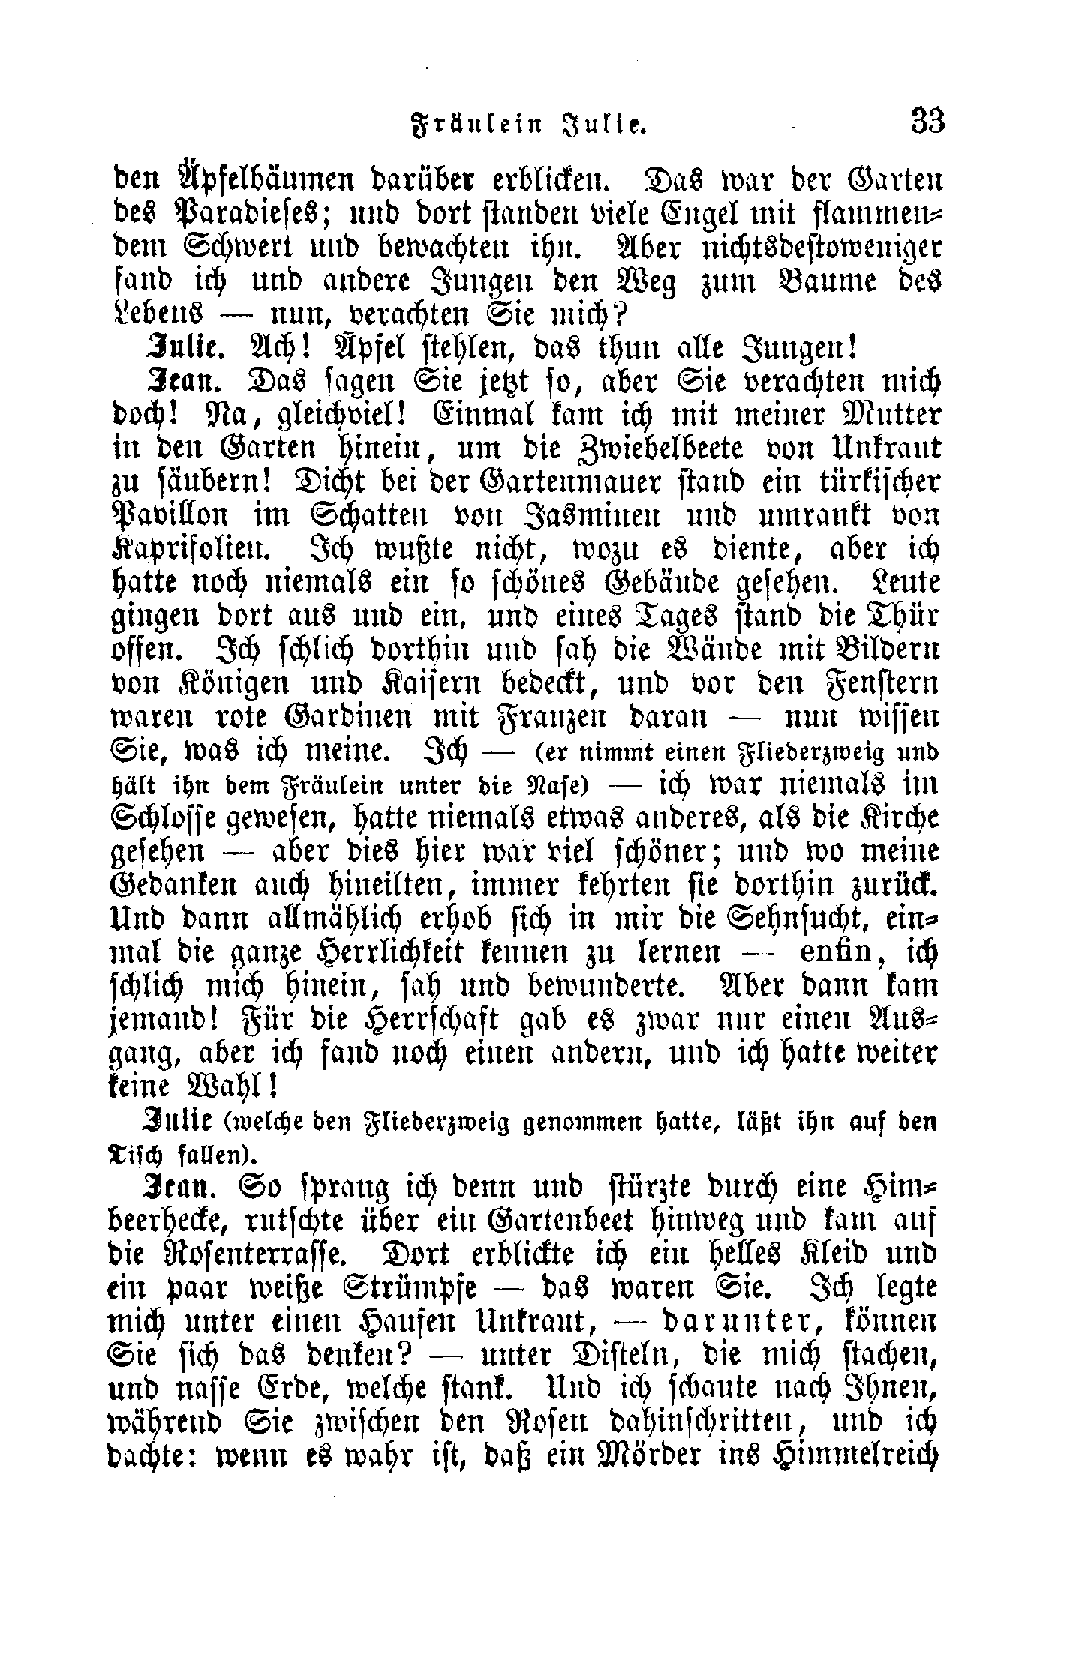 Fräulein Julie. 33
den Äpfelbäumen darüber erblicken. Das war der Garten
des Paradieses; und dort standen viele Engel mit flammen-
dem Schwert und bewachten ihn. Aber nichtsdestoweniger
fand ich und andere Jungen den Weg zum Baume des
Lebens — nun, verachten Sie mich?
Julie. Ach! Äpfel stehlen, das thun alle Jungen!
Jean. Das sagen Sie jetzt so, aber Sie verachten mich
doch! Na, gleichviel! Einmal kam ich mit meiner Mutter
in den Garten hinein, um die Zwiebelbeete von Unkraut
zu säubern! Dicht bei der Gartenmauer stand ein türkischer
Pavillon im Schatten von Jasminen und umrankt von
Kaprifolien. Ich wußte nicht, wozu es diente, aber ich
hatte noch niemals ein so schönes Gebäude gesehen. Leute
gingen dort aus und ein, und eines Tages stand die Thür
offen. Ich schlich dorthin und sah die Wände mit Bildern
von Königen und Kaisern bedeckt, und vor den Fenstern
waren rote Gardinen mit Franzen daran — nun wissen
Sie, was ich meine. Ich — (er nimmt einen Fliederzweig und
hält ihn dem Fräulein unter die Nase) — ich war niemals im
Schlosse gewesen, hatte niemals etwas anderes, als die Kirche
gesehen — aber dies hier war viel schöner; und wo meine
Gedanken auch hineilten, immer kehrten sie dorthin zurück.
Und dann allmählich erhob sich in mir die Sehnsucht, ein-
mal die ganze Herrlichkeit kennen zu lernen — enfin, ich
schlich mich hinein, sah und bewunderte. Aber dann kam
jemand! Für die Herrschaft gab es zwar nur einen Aus-
gang, aber ich fand noch einen andern, und ich hatte weiter
keine Wahl!
Julie (welche den Fliederzweig genommen hatte, läßt ihn auf den
Tisch fallen).
Jean. So sprang ich denn und stürzte durch eine Him-
beerhecke, rutschte über ein Gartenbeet hinweg und kam auf
die Rosenterrasse. Dort erblickte ich ein helles Kleid und
ein paar weiße Strümpfe — das waren Sie. Ich legte
mich unter einen Haufen Unkraut, — darunter, können
Sie sich das denken? — unter Disteln, die mich stachen,
und nasse Erde, welche stank. Und ich schaute nach Ihnen,
während Sie zwischen den Rosen dahinschritten, und ich
dachte: wenn es wahr ist, daß ein Mörder ins Himmelreich